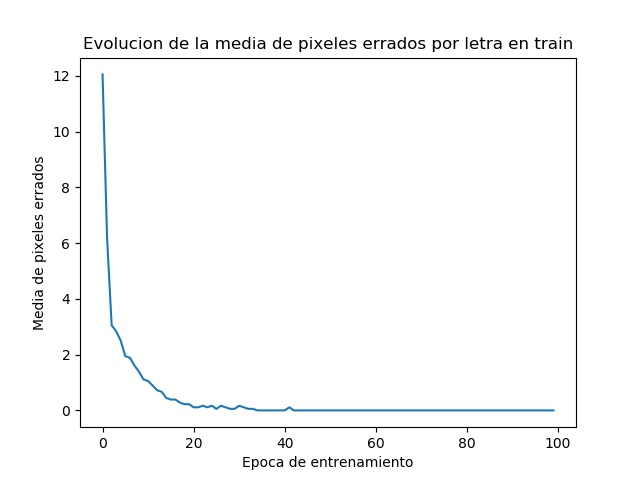 Evolucion de la media de pixeles errados por letra en train
12
10
8
6
4
2
0
Media de pixeles errados
0 20 40 60 80 100
Epoca de entrenamiento